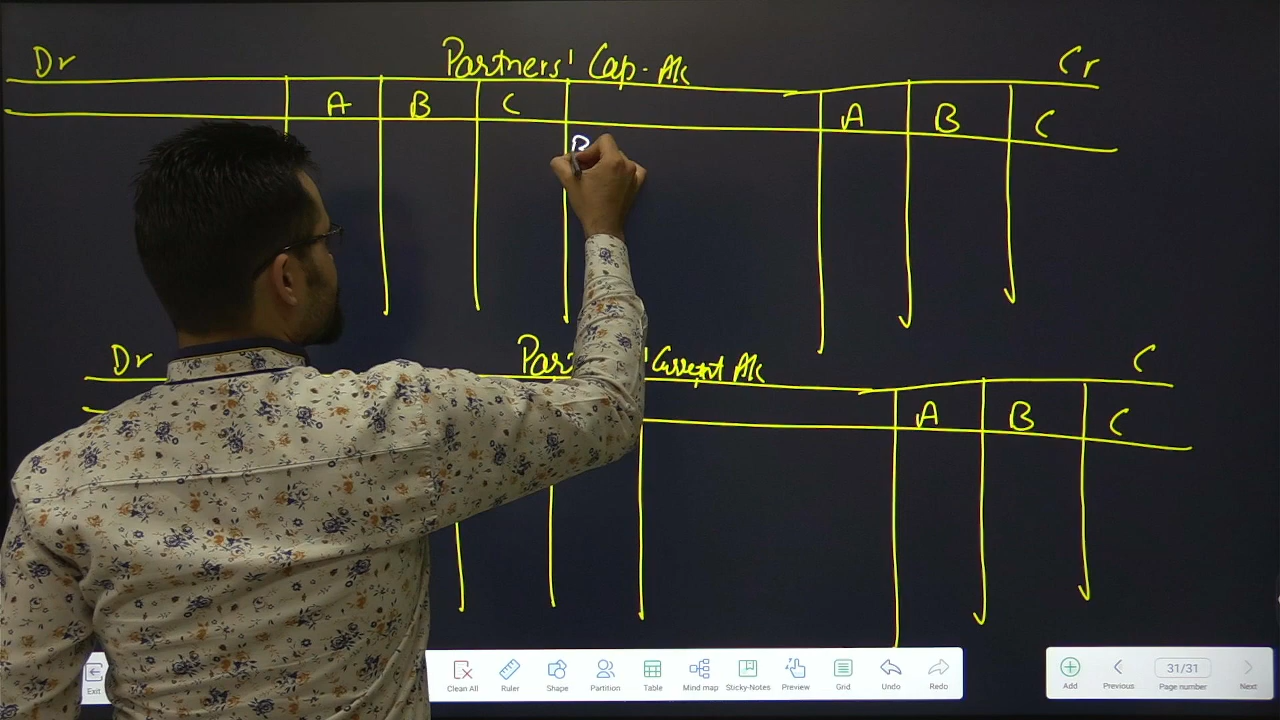 Dr Partners' Cap. A/c Cr
A B C A B C
B
Dr Current A/c C
A B C
Exit Clean All Ruler Shape Partition Table Mind map Sticky-Notes Preview Grid Undo Redo Add Previous 31/31 Page number Next